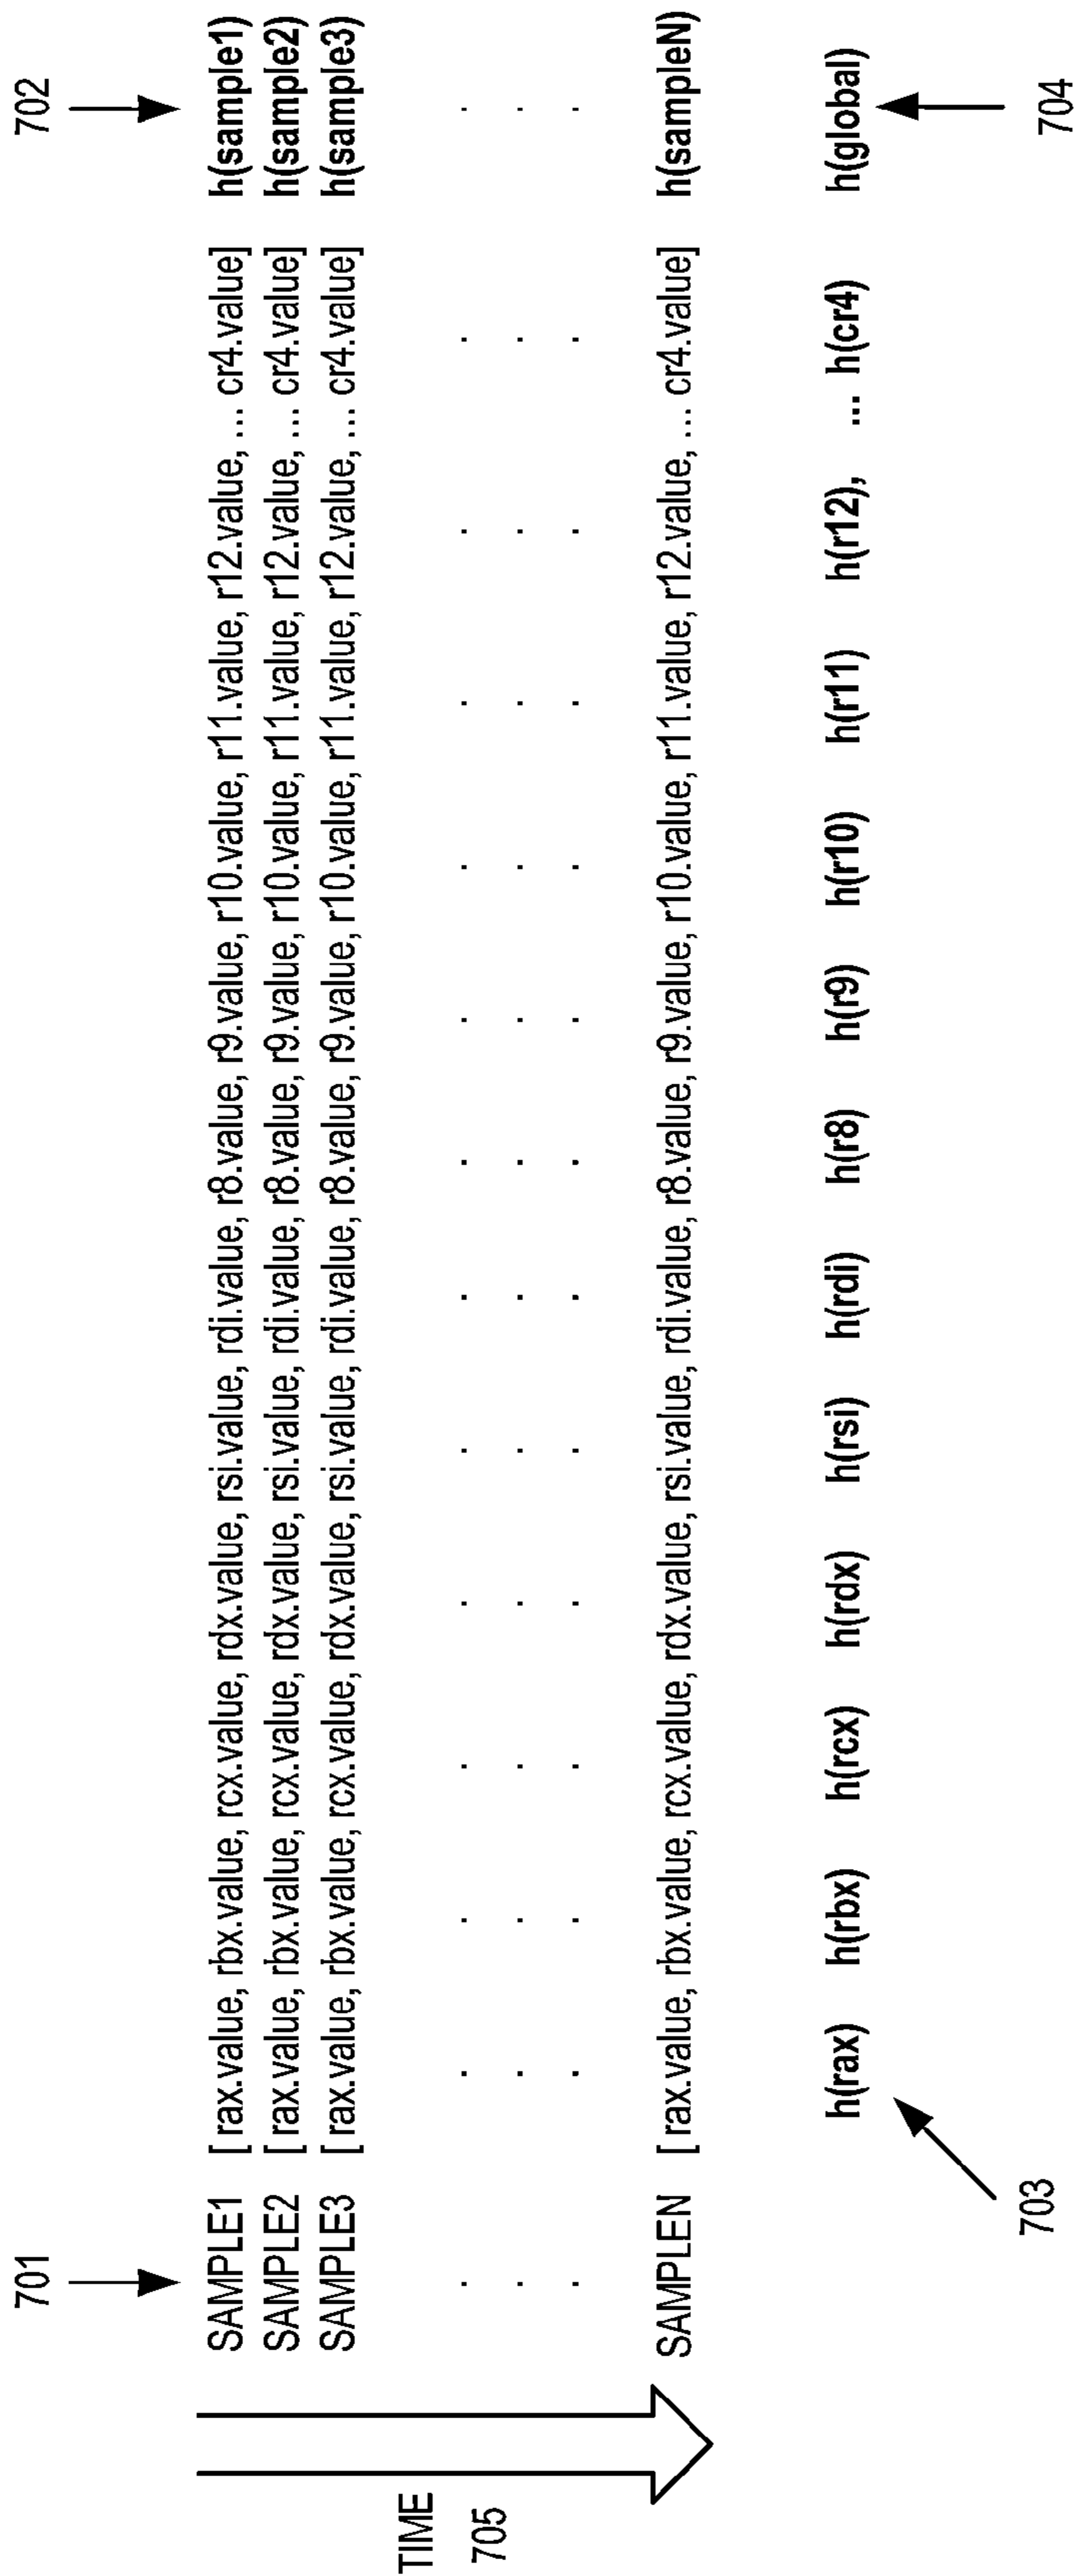 701
702
SAMPLE1 [ rax.value, rbx.value, rcx.value, rdx.value, rsi.value, rdi.value, r8.value, r9.value, r10.value, r11.value, r12.value, ... cr4.value] h(sample1)
SAMPLE2 [ rax.value, rbx.value, rcx.value, rdx.value, rsi.value, rdi.value, r8.value, r9.value, r10.value, r11.value, r12.value, ... cr4.value] h(sample2)
SAMPLE3 [ rax.value, rbx.value, rcx.value, rdx.value, rsi.value, rdi.value, r8.value, r9.value, r10.value, r11.value, r12.value, ... cr4.value] h(sample3)
TIME
705
SAMPLEN [ rax.value, rbx.value, rcx.value, rdx.value, rsi.value, rdi.value, r8.value, r9.value, r10.value, r11.value, r12.value, ... cr4.value] h(sampleN)
h(rax) h(rbx) h(rcx) h(rdx) h(rsi) h(rdi) h(r8) h(r9) h(r10) h(r11) h(r12), ... h(cr4) h(global)
703
704